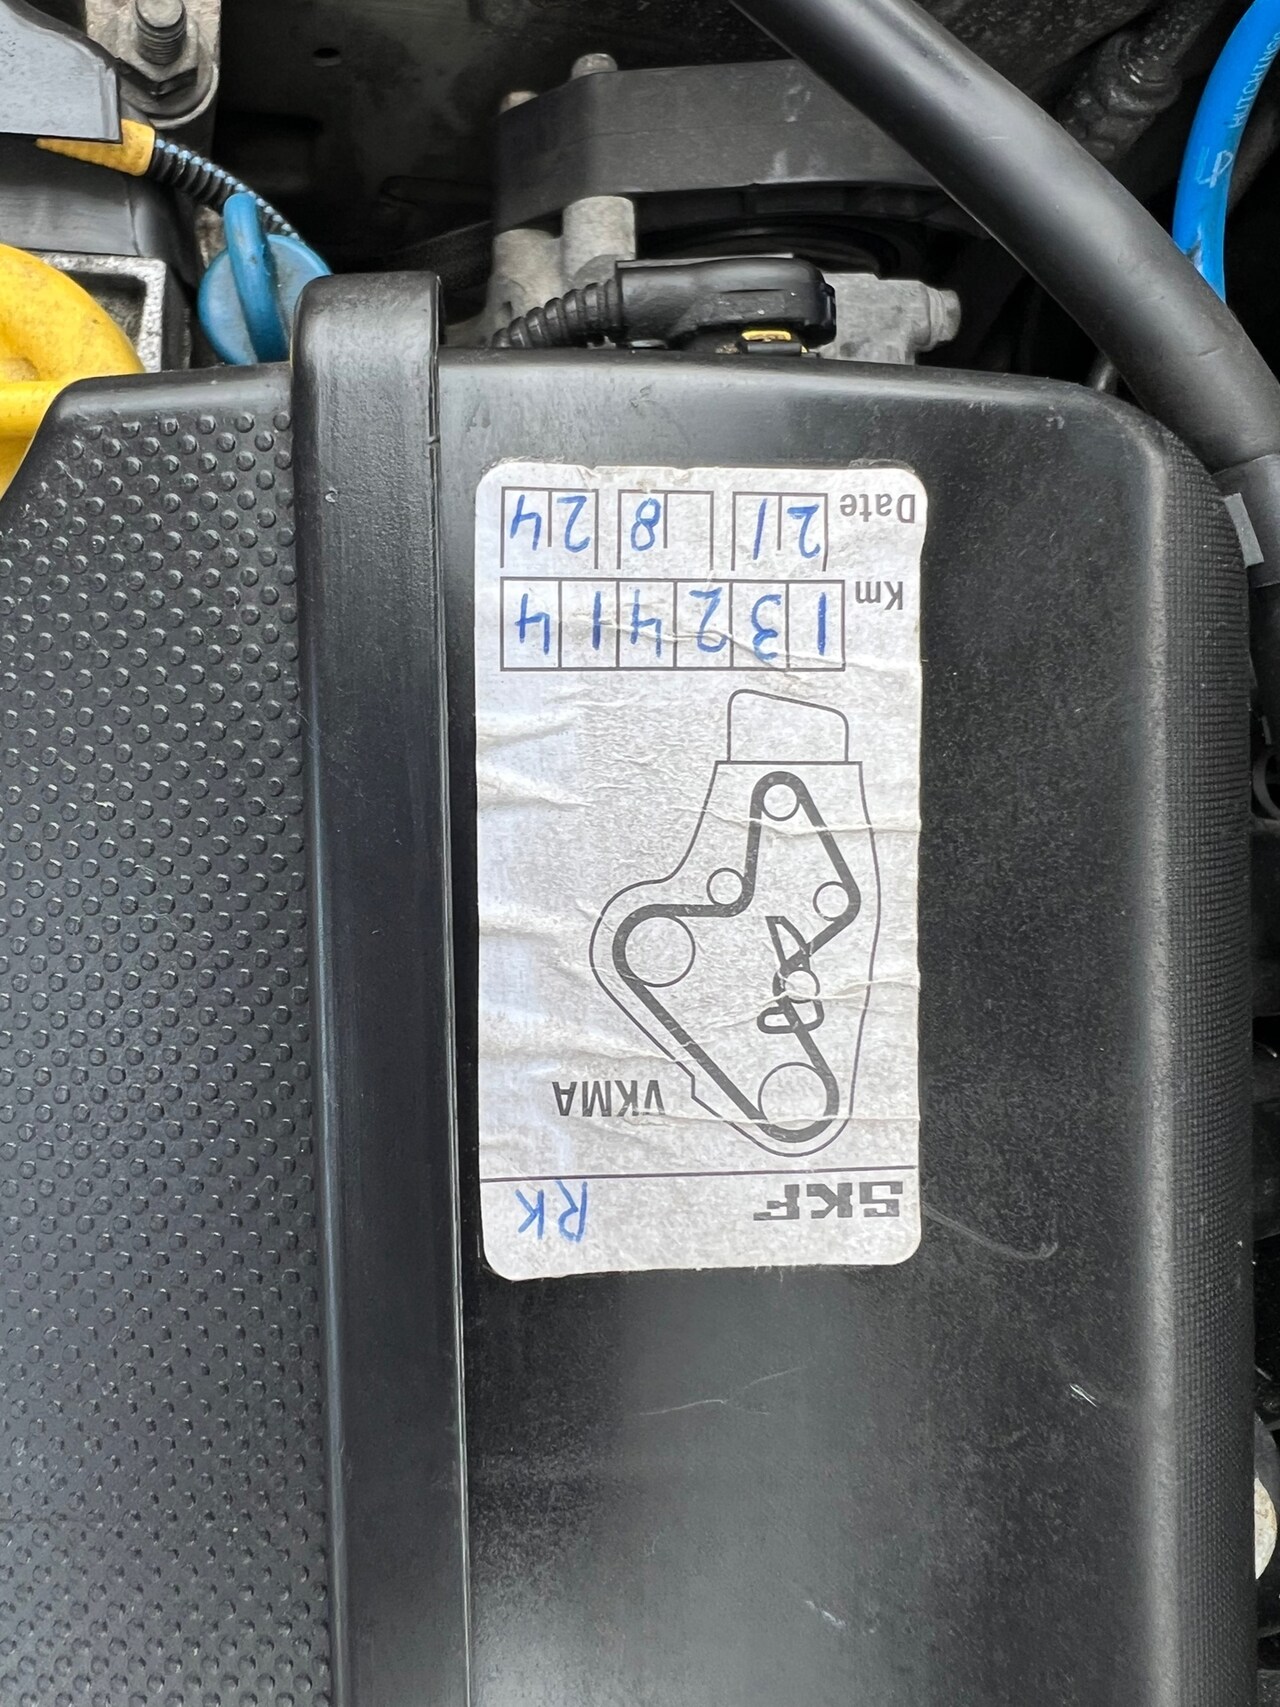 SKF RK
VKMA
Km 132414
Date 21 8 24